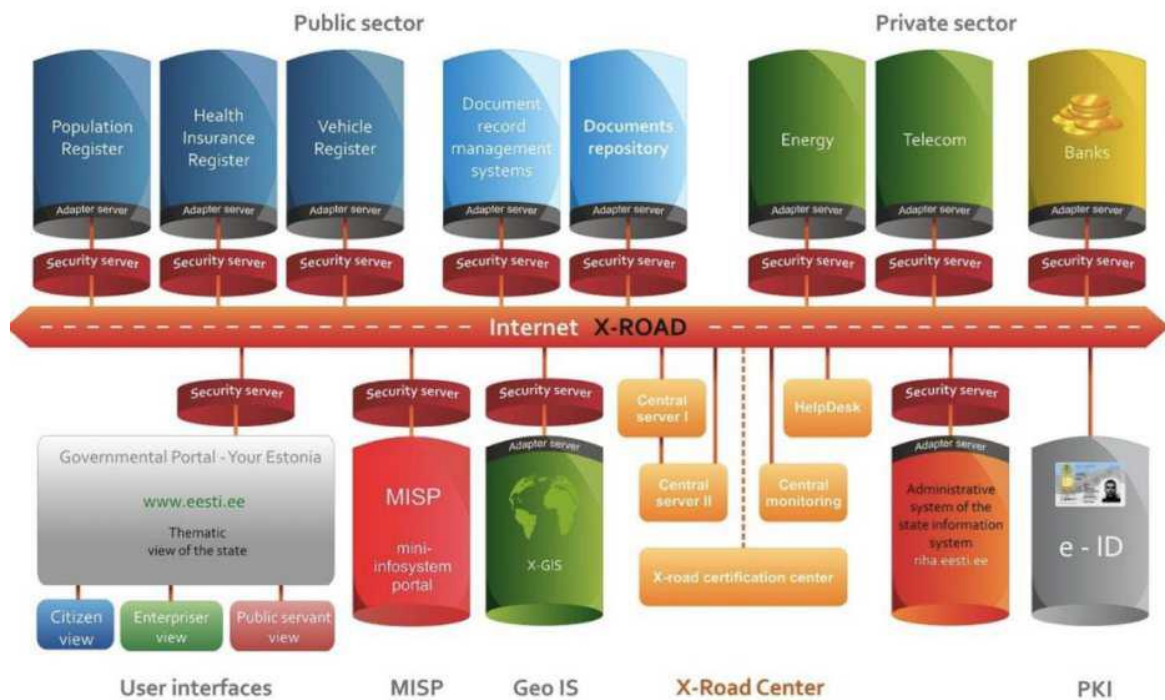 Public sector
Private sector
Population
Register
Health
Insurance
Register
Vehicle
Register
Document
record
management
systems
Documents
repository
Energy
Telecom
Banks
Adapter server
Adapter server
Adapter server
Adapter server
Adapter server
Adapter server
Adapter server
Adapter server
Security server
Security server
Security server
Security server
Security server
Security server
Security server
Security server
Internet X-ROAD
Security server
Security server
Security server
Central
server I
HelpDesk
Security server
Governmental Portal - Your Estonia
www.eesti.ee
Thematic
view of the state
MISP
mini-
infosystem
portal
Adapter server
X-GIS
Central
server II
Central
monitoring
X-road certification center
Adapter server
Administrative
system of the
state information
system
riha.eesti.ee
Adapter server
e - ID
Citizen
view
Enterpriser
view
Public servant
view
User interfaces
MISP
Geo IS
X-Road Center
PKI